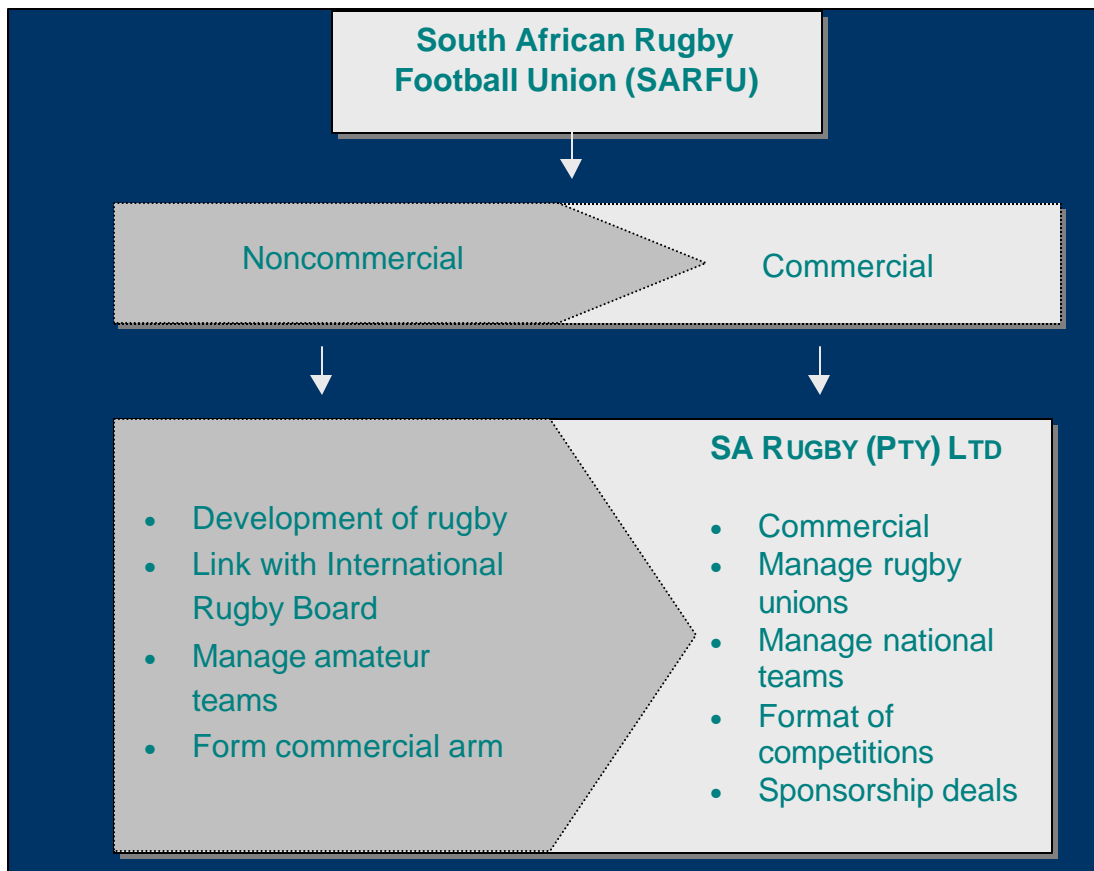 South African Rugby
Football Union (SARFU)
Noncommercial
Commercial
• Development of rugby
• Link with International
Rugby Board
• Manage amateur
teams
• Form commercial arm
SA RUGBY (PTY) LTD
• Commercial
• Manage rugby
unions
• Manage national
teams
• Format of
competitions
• Sponsorship deals